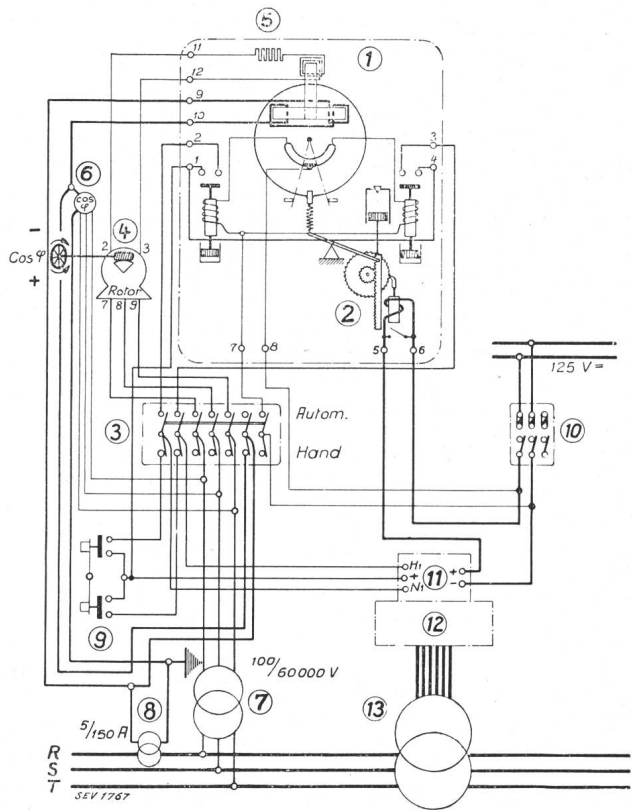 5
11
12
1
9
10
2
3
1
4
6
cos φ
4
- 
Cos φ
+
2
3
Rotor
7 8 9
2
7
8
5
6
125 V =
3
Autom.
Hand
10
H1
+
N1
11
+
-
12
9
100/60000 V
7
13
8
5/150 A
R
S
T
SEV 1767